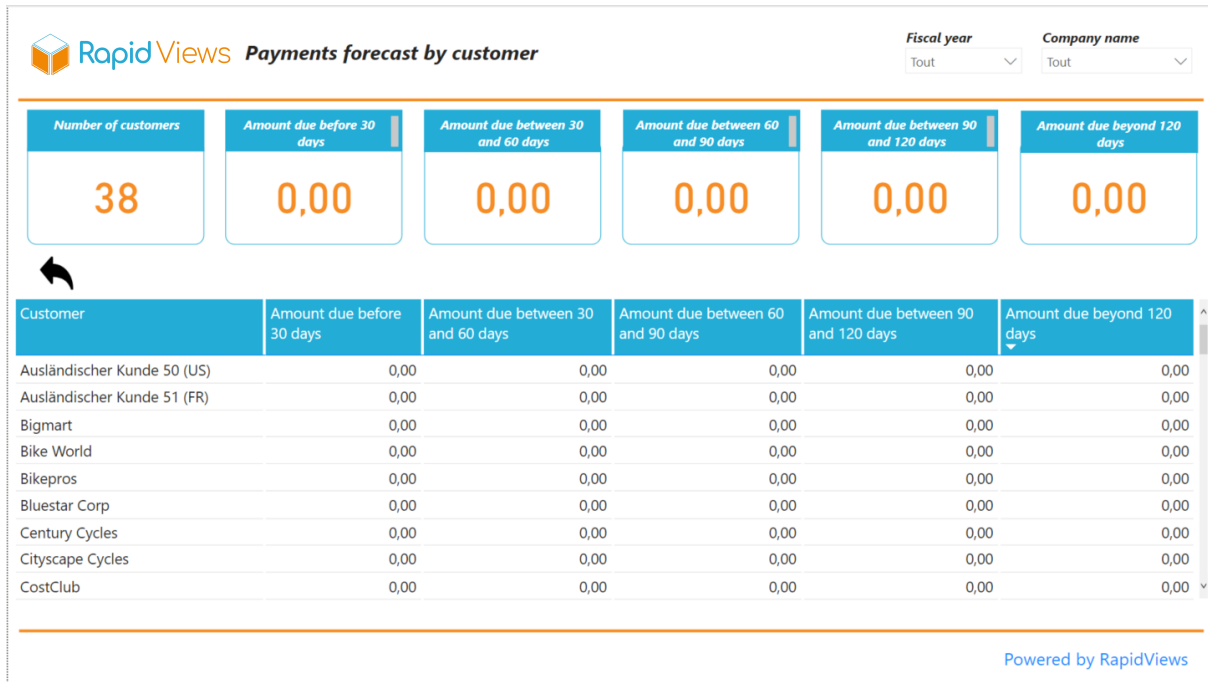 Rapid Views Payments forecast by customer
Fiscal year Company name
Tout Tout
Number of customers
38
Amount due before 30
days
0,00
Amount due between 30
and 60 days
0,00
Amount due between 60
and 90 days
0,00
Amount due between 90
and 120 days
0,00
Amount due beyond 120
days
0,00
Customer
Amount due before
30 days
Amount due between 30
and 60 days
Amount due between 60
and 90 days
Amount due between 90
and 120 days
Amount due beyond 120
days
Ausländischer Kunde 50 (US) 0,00 0,00 0,00 0,00 0,00
Ausländischer Kunde 51 (FR) 0,00 0,00 0,00 0,00 0,00
Bigmart 0,00 0,00 0,00 0,00 0,00
Bike World 0,00 0,00 0,00 0,00 0,00
Bikepros 0,00 0,00 0,00 0,00 0,00
Bluestar Corp 0,00 0,00 0,00 0,00 0,00
Century Cycles 0,00 0,00 0,00 0,00 0,00
Cityscape Cycles 0,00 0,00 0,00 0,00 0,00
CostClub 0,00 0,00 0,00 0,00 0,00
Powered by RapidViews